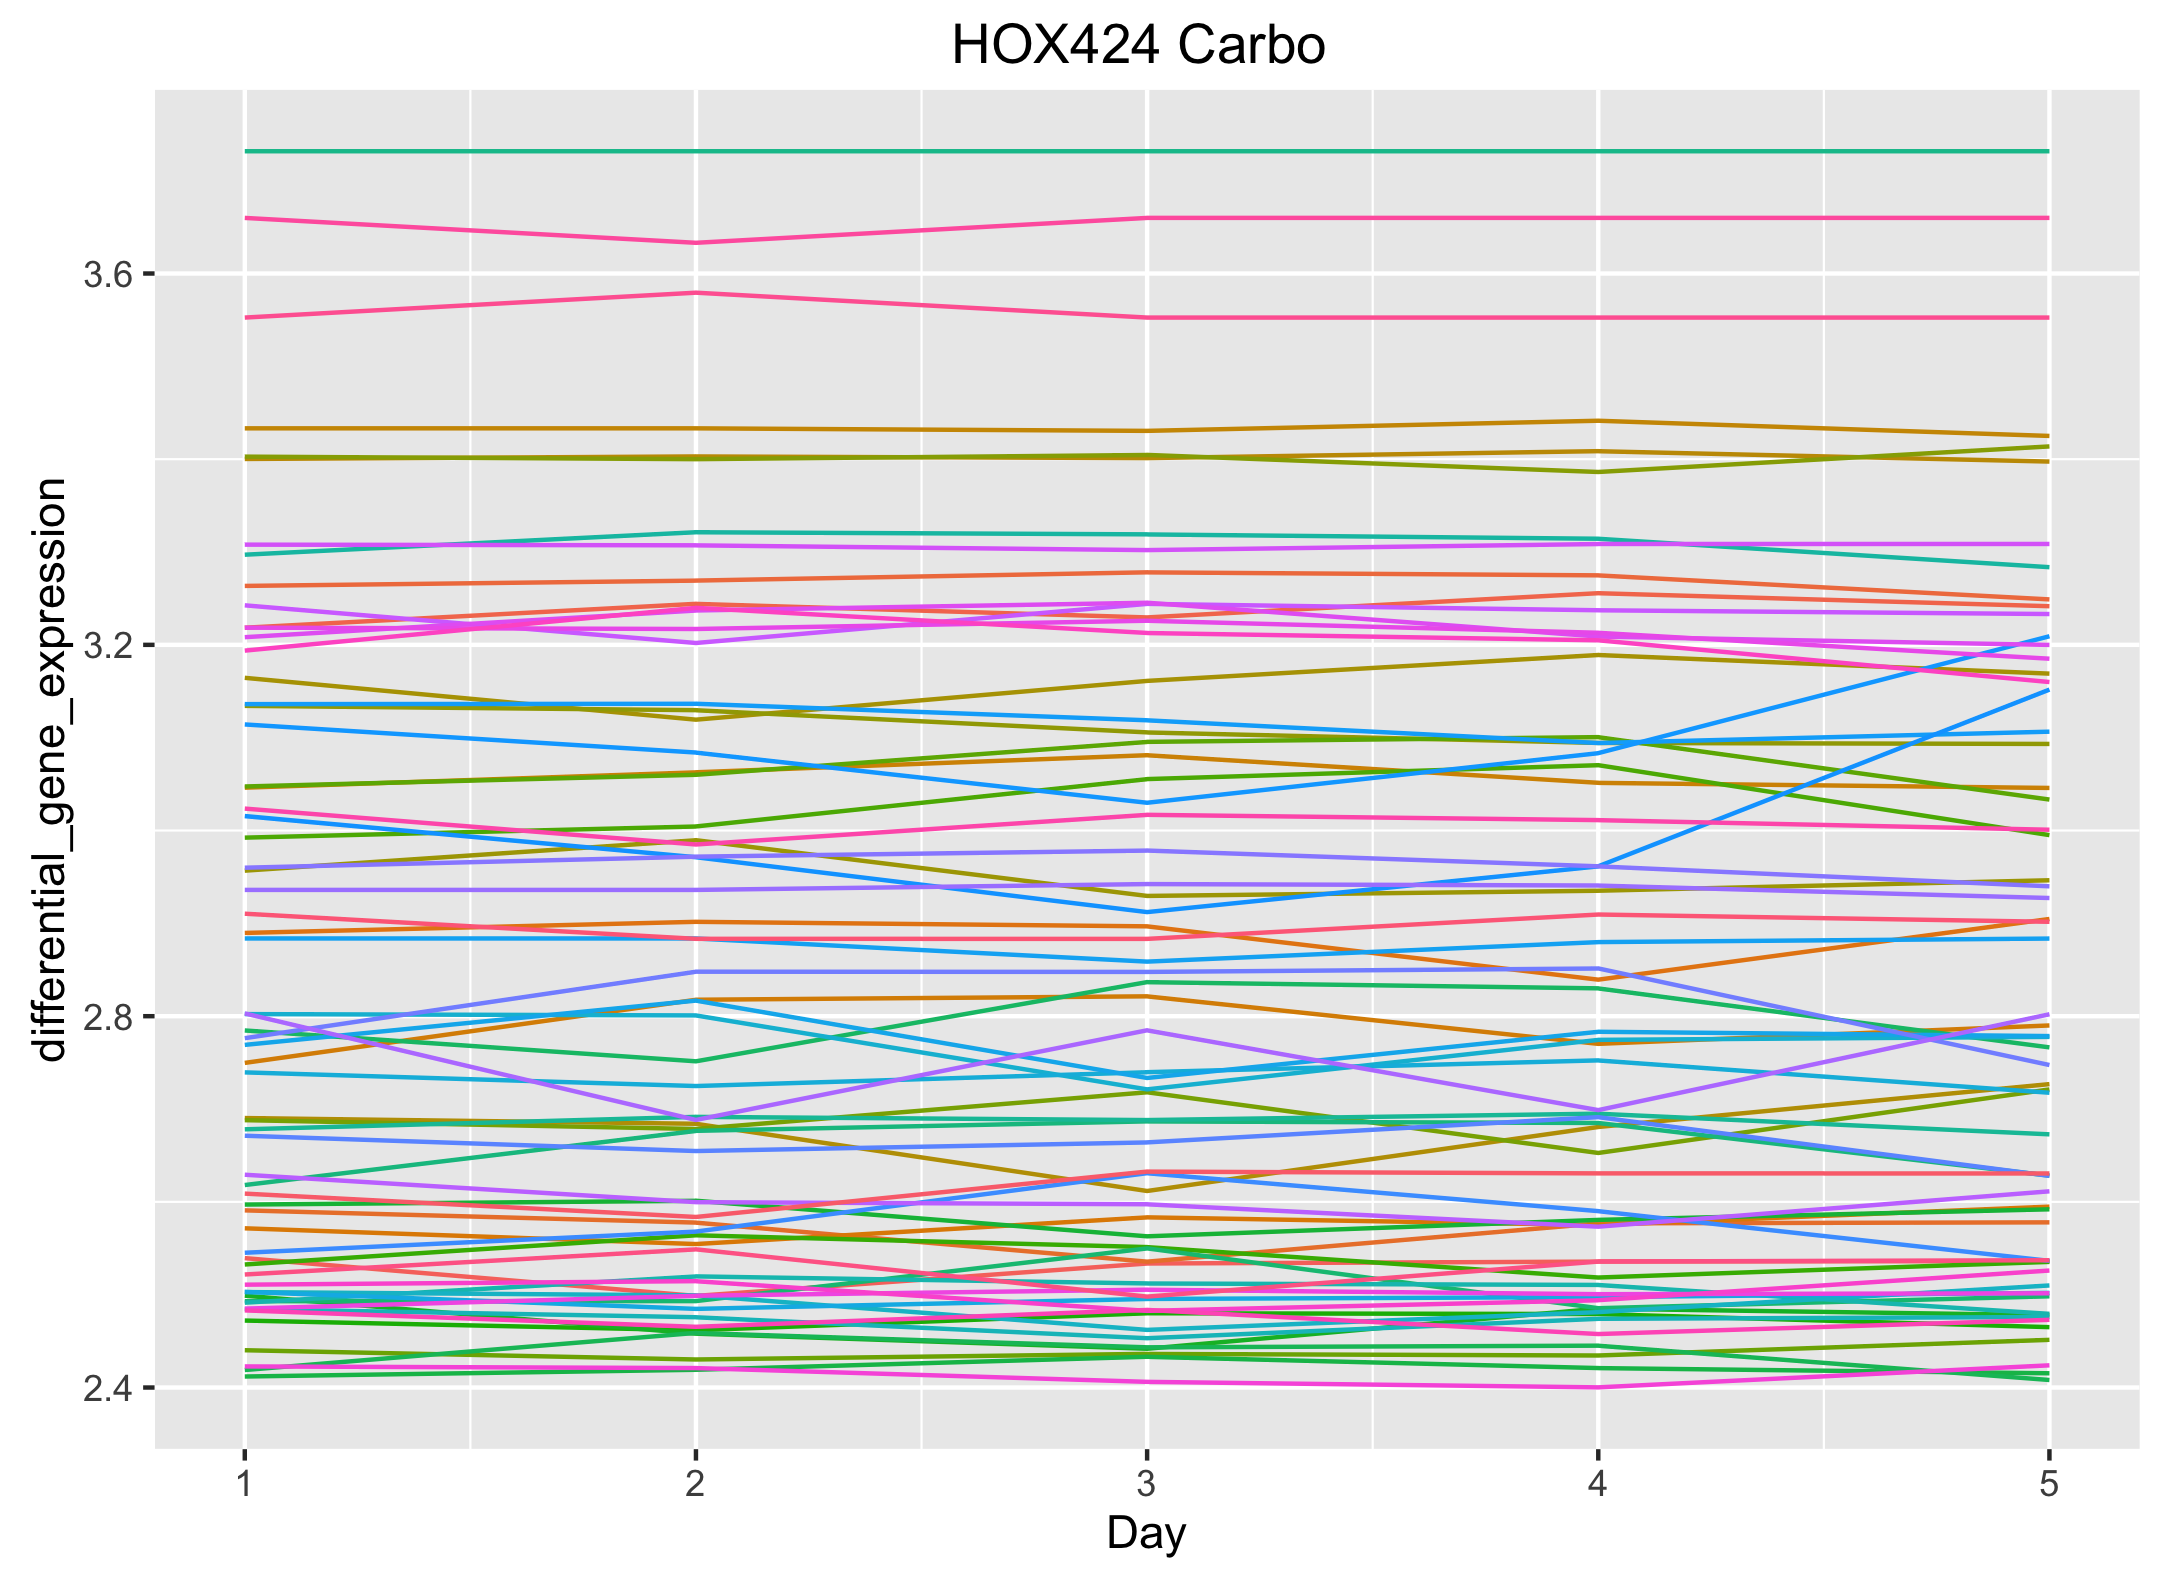 HOX424 Carbo
differential_gene_expression
3.6
3.2
2.8
2.4
1 2 3 4 5
Day